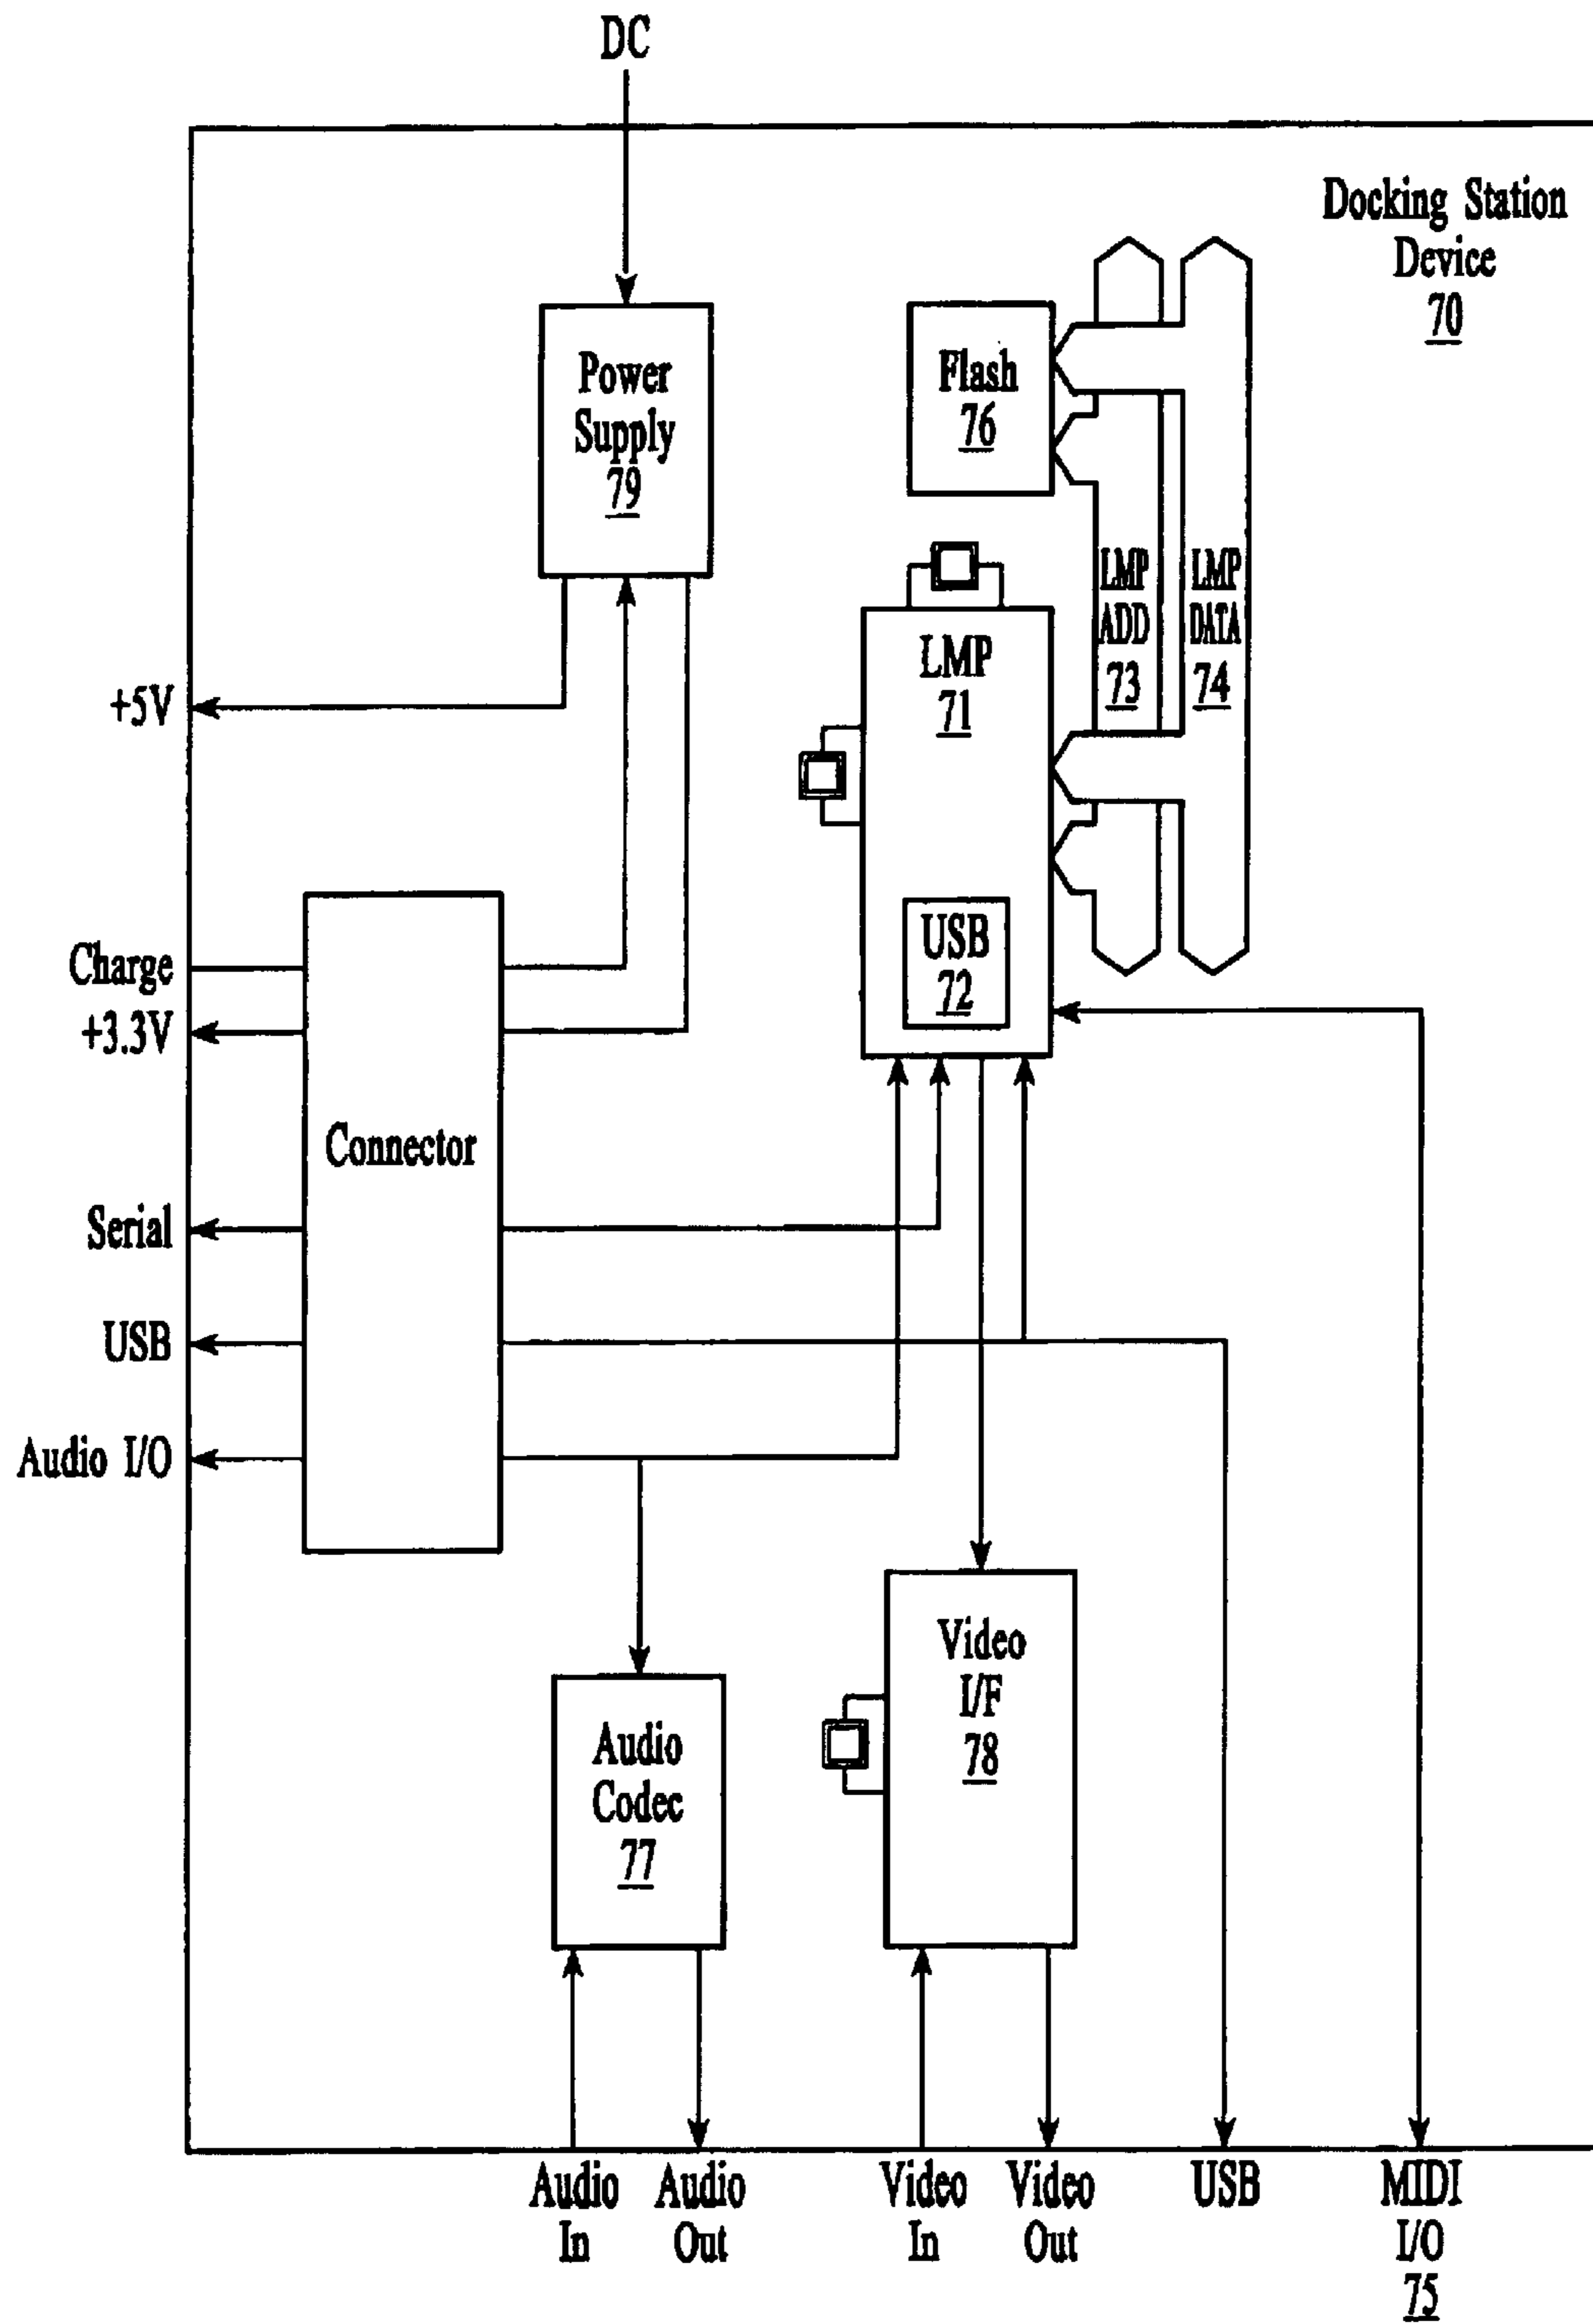 DC
Docking Station
Device
70
Power
Supply
79
Flash
76
LMP
ADD
73
LMP
DATA
74
LMP
71
+5V
USB
72
Charge
+3.3V
Connector
Serial
USB
Audio I/O
Video
I/F
78
Audio
Codec
77
Audio
In
Audio
Out
Video
In
Video
Out
USB
MIDI
I/O
75